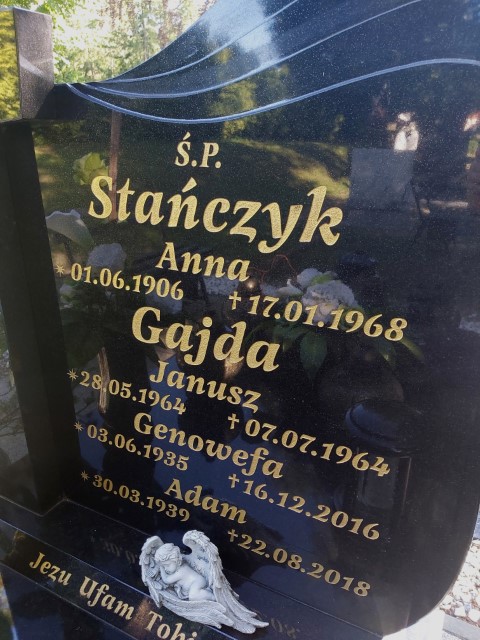 Ś.P.
Stańczyk
Anna
* 01.06.1906 † 17.01.1968
Gajda
Janusz
* 28.05.1964 † 07.07.1964
Genowefa
* 03.06.1935 † 16.12.2016
Adam
* 30.03.1939 † 22.08.2018
Jezu Ufam Tobi